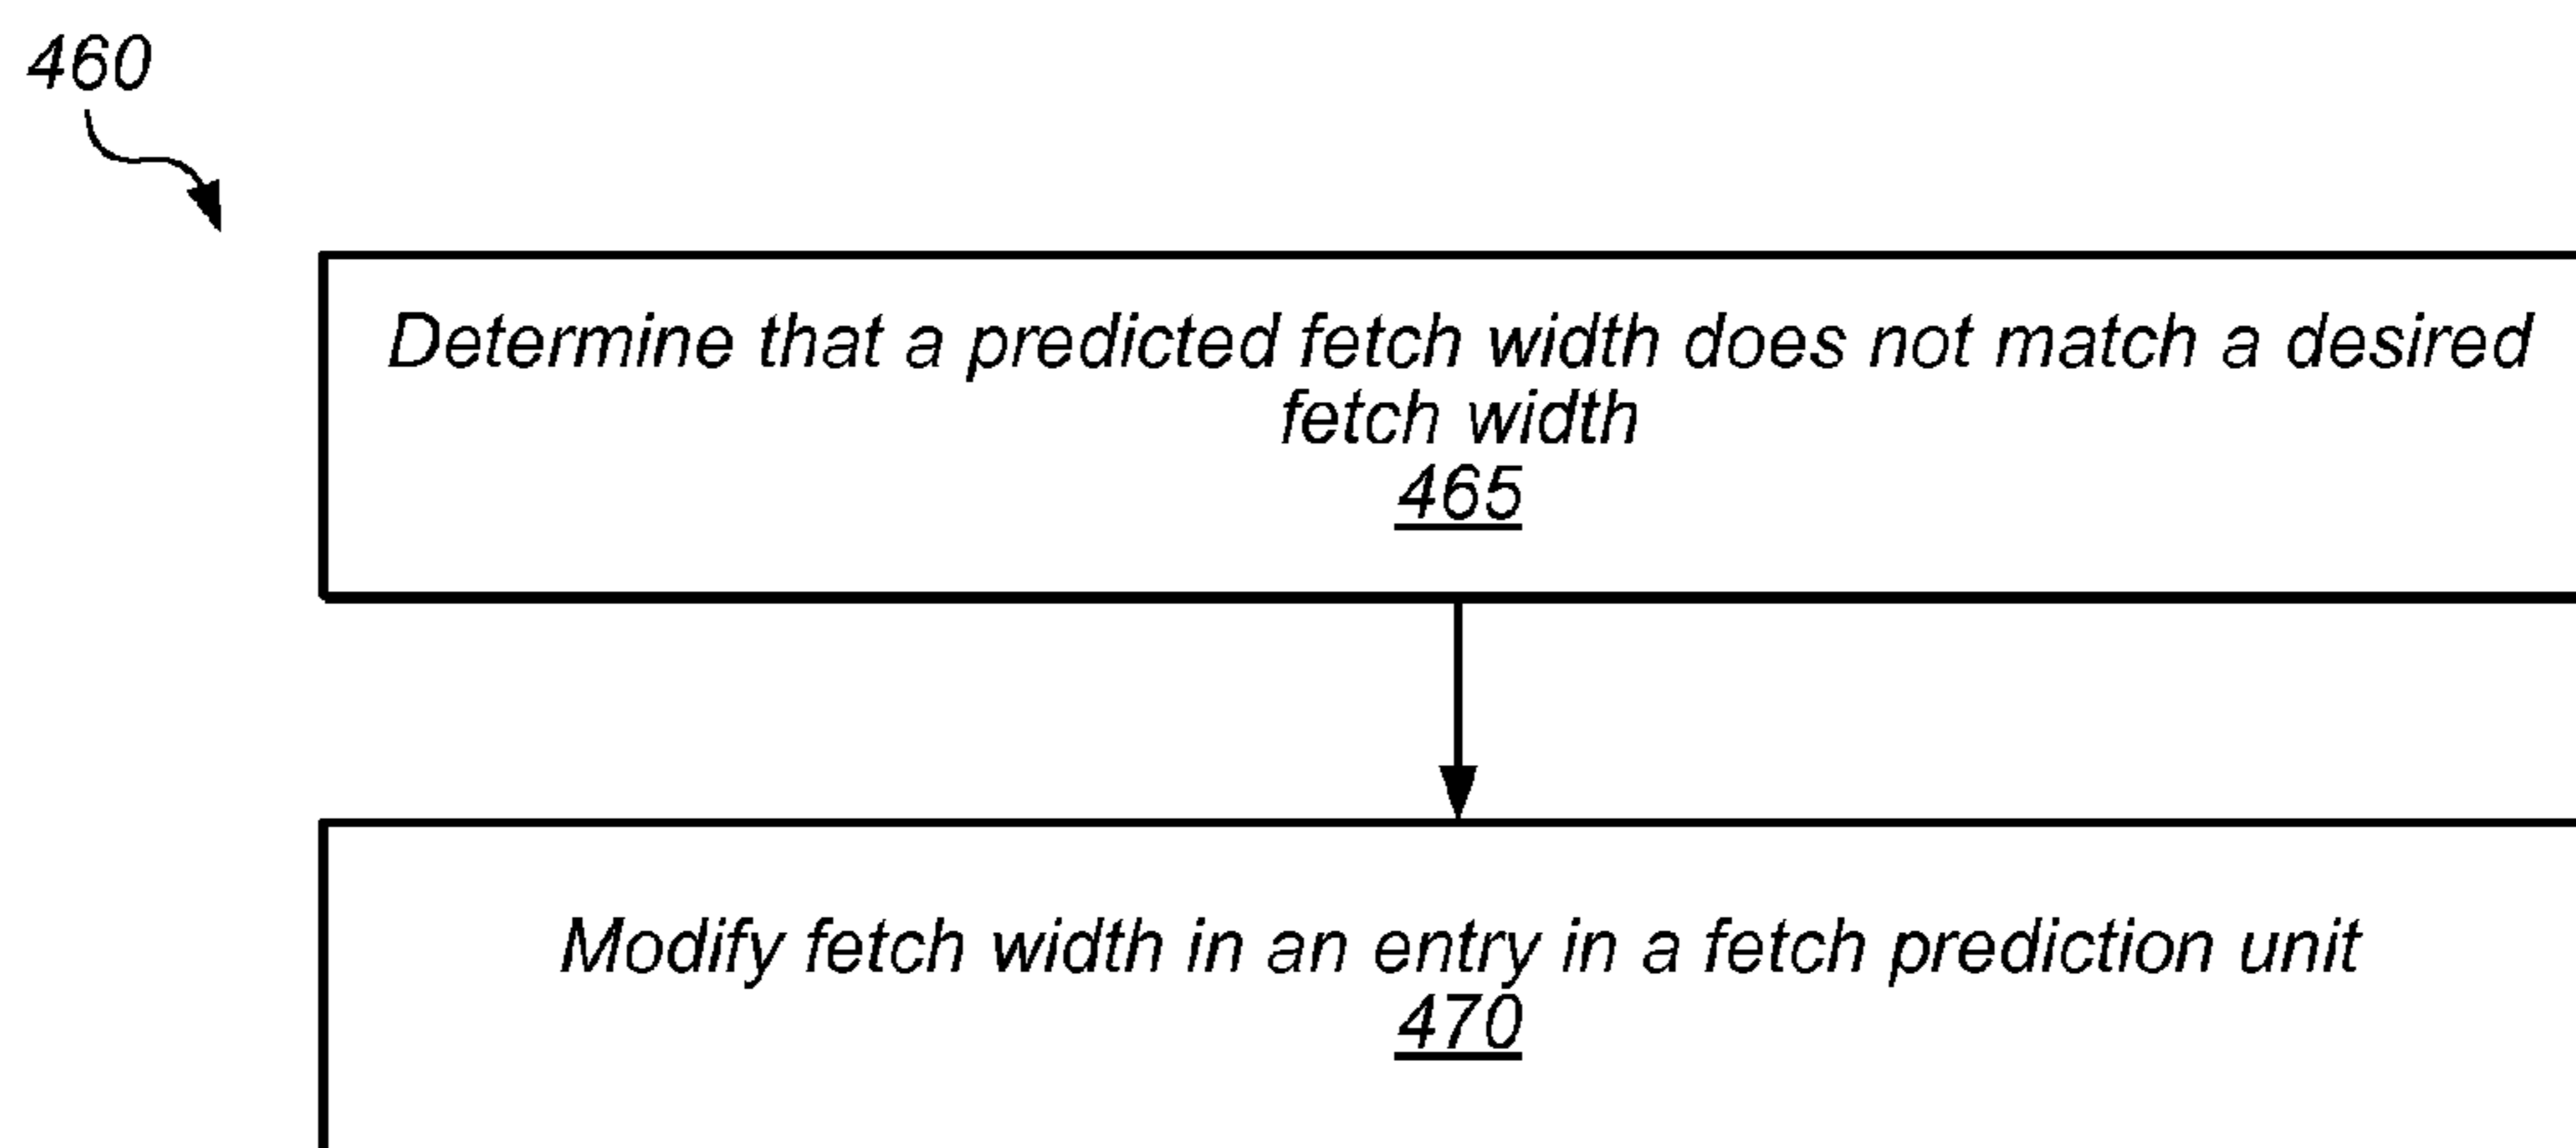 460
Determine that a predicted fetch width does not match a desired
fetch width
465
Modify fetch width in an entry in a fetch prediction unit
470